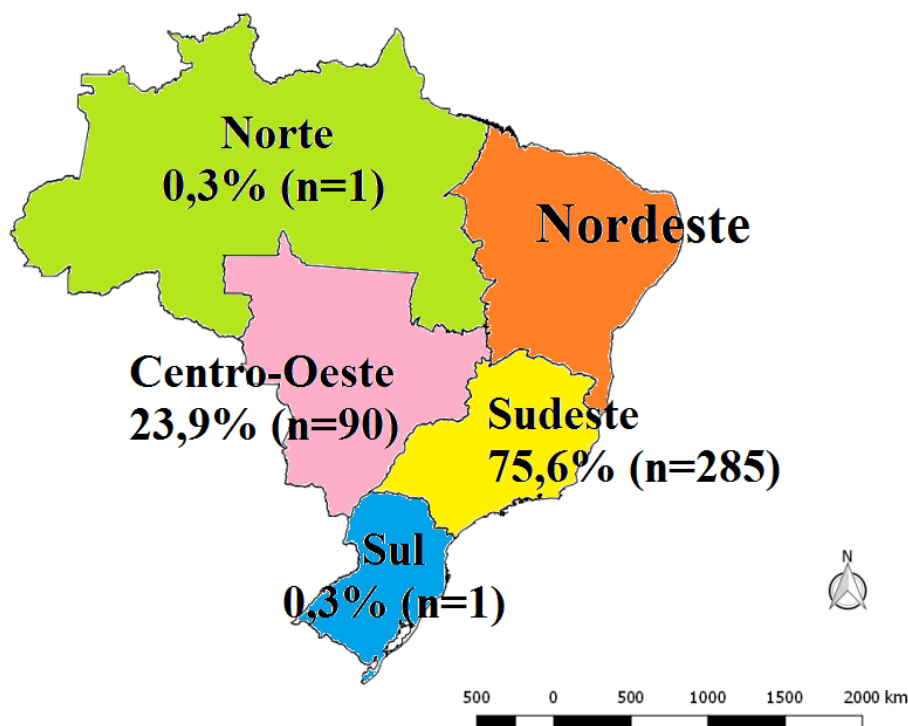 Norte
0,3% (n=1)
Nordeste
Centro-Oeste
23,9% (n=90)
Sudeste
75,6% (n=285)
Sul
0,3% (n=1)
N
500 0 500 1000 1500 2000 km